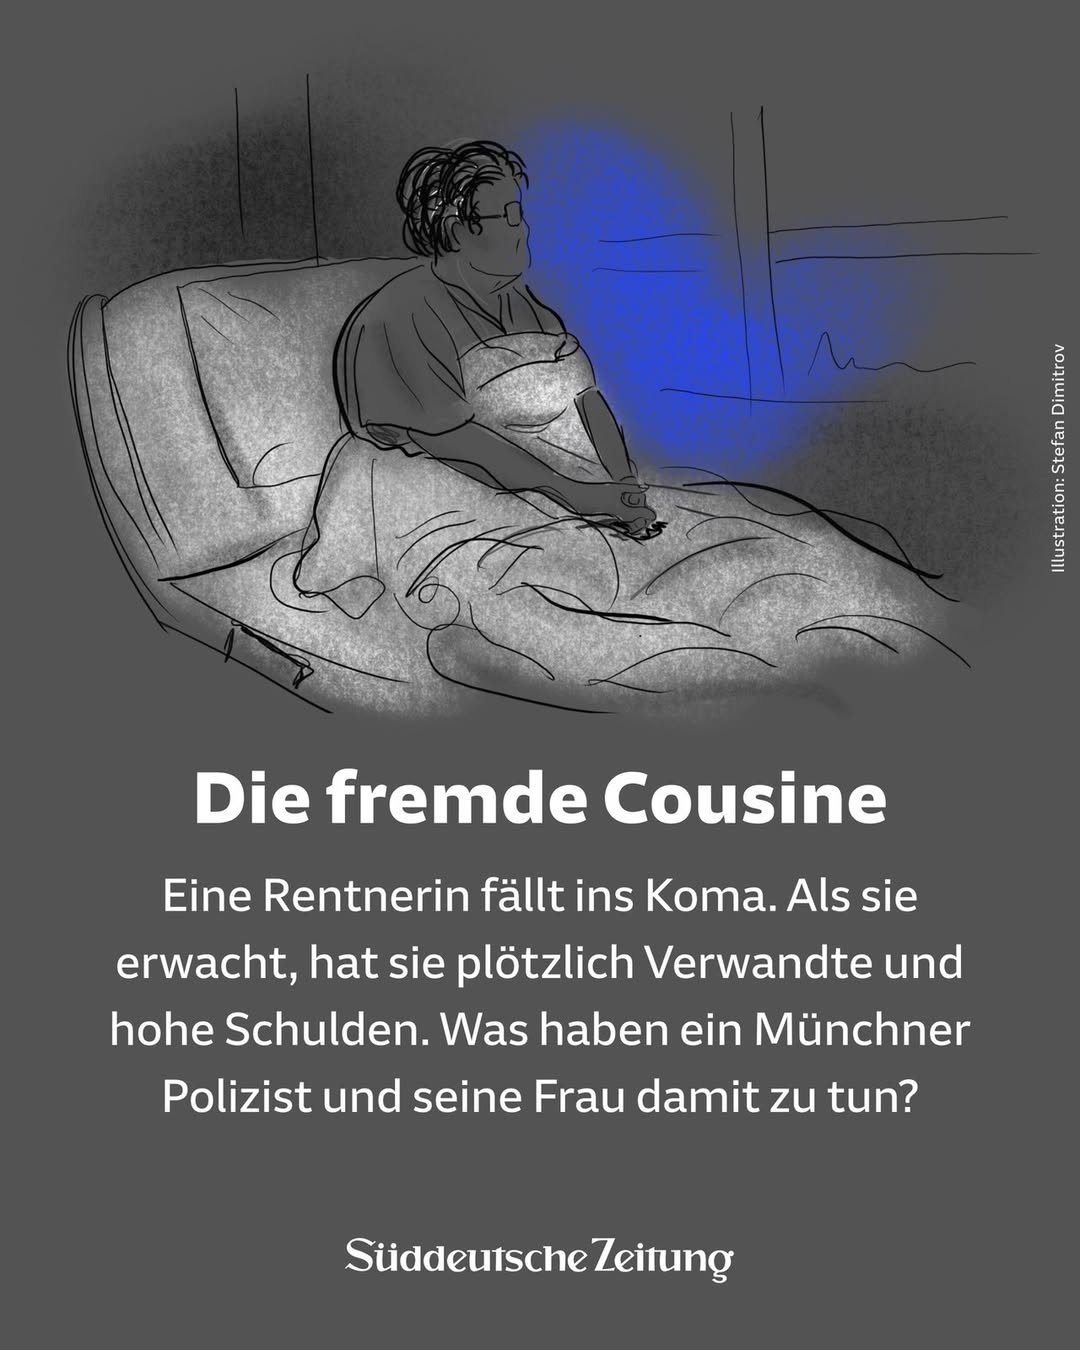 Illustration: Stefan Dimitrov
Die fremde Cousine
Eine Rentnerin fällt ins Koma. Als sie
erwacht, hat sie plötzlich Verwandte und
hohe Schulden. Was haben ein Münchner
Polizist und seine Frau damit zu tun?
Süddeutsche Zeitung